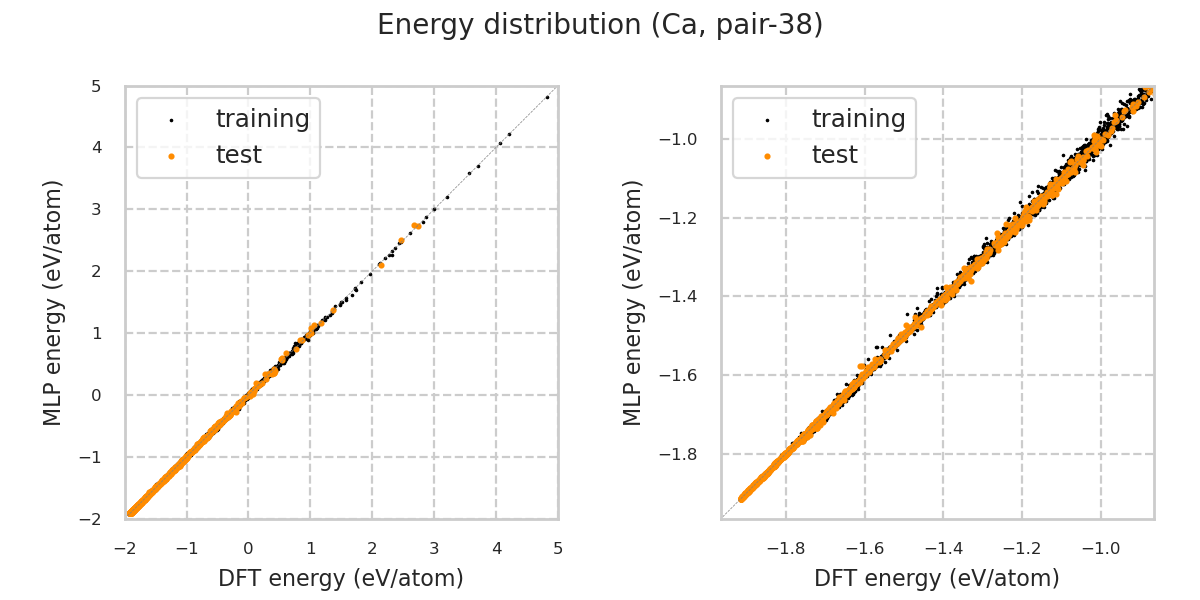 Energy distribution (Ca, pair-38)
training
test
5
4
3
2
1
0
−1
−2
−2
−1
0
1
2
3
4
5
MLP energy (eV/atom)
DFT energy (eV/atom)
training
test
−1.0
−1.2
−1.4
−1.6
−1.8
−1.8
−1.6
−1.4
−1.2
−1.0
MLP energy (eV/atom)
DFT energy (eV/atom)